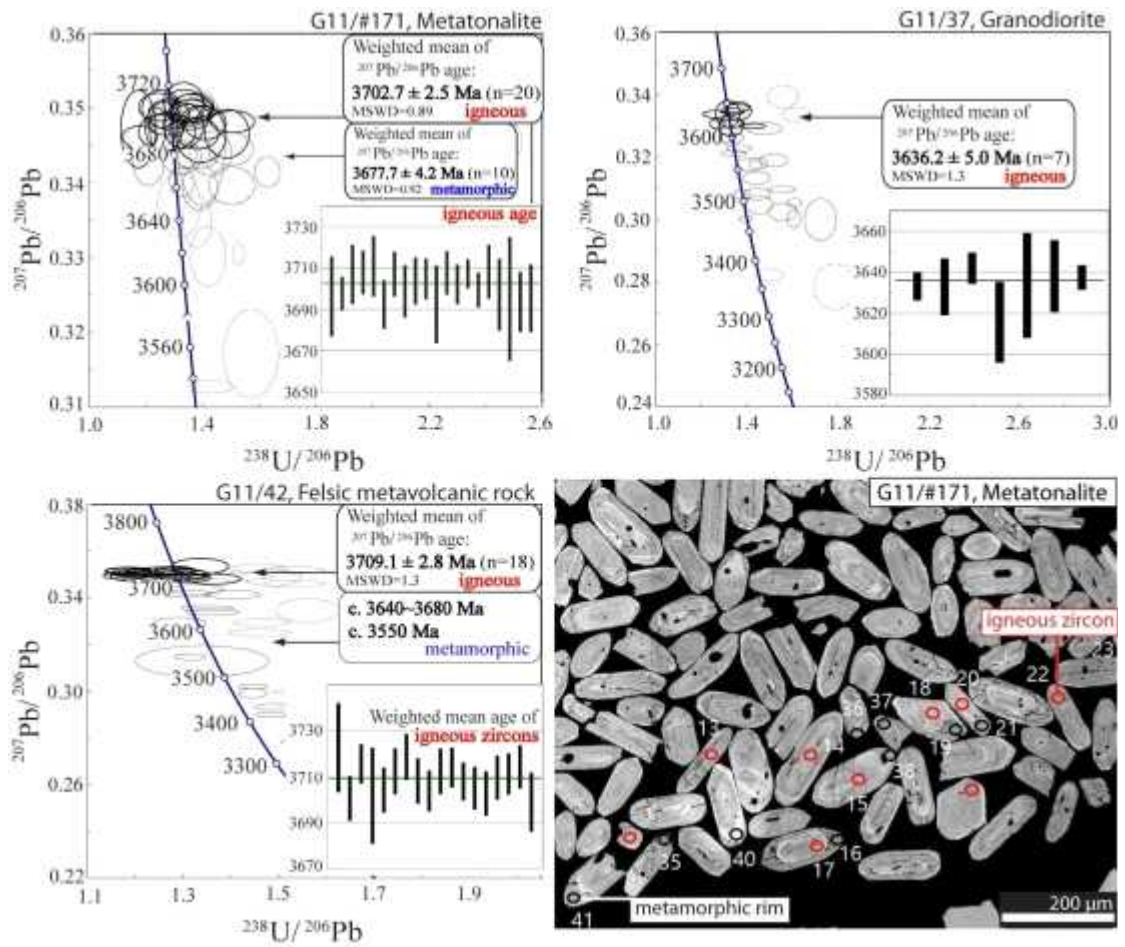 G11/#171, Metatonalite
0.36
0.35
0.34
0.33
0.32
0.31
²⁰⁷Pb/²⁰⁶Pb
3720
3680
3640
3600
3560
Weighted mean of
²⁰⁷Pb/²⁰⁶Pb age:
3702.7 ± 2.5 Ma (n=20)
MSWD=0.89 igneous
Weighted mean of
²⁰⁷Pb/²⁰⁶Pb age:
3677.7 ± 4.2 Ma (n=10)
MSWD=0.92 metamorphic
igneous age
3730
3710
3690
3670
3650
1.0 1.4 1.8 2.2 2.6
²³⁸U/²⁰⁶Pb
G11/37, Granodiorite
0.36
0.34
0.32
0.30
0.28
0.26
0.24
²⁰⁷Pb/²⁰⁶Pb
3700
3600
3500
3400
3300
3200
Weighted mean of
²⁰⁷Pb/²⁰⁶Pb age:
3636.2 ± 5.0 Ma (n=7)
MSWD=1.3 igneous
3660
3640
3620
3600
3580
1.0 1.4 1.8 2.2 2.6 3.0
²³⁸U/²⁰⁶Pb
G11/42, Felsic metavolcanic rock
0.38
0.34
0.30
0.26
0.22
²⁰⁷Pb/²⁰⁶Pb
3800
3700
3600
3500
3400
3300
Weighted mean of
²⁰⁷Pb/²⁰⁶Pb age:
3709.1 ± 2.8 Ma (n=18)
MSWD=1.3 igneous
c. 3640~3680 Ma
c. 3550 Ma
metamorphic
Weighted mean age of
igneous zircons
3730
3710
3690
3670
1.1 1.3 1.5 1.7 1.9
²³⁸U/²⁰⁶Pb
G11/#171, Metatonalite
igneous zircon
23
22
20
18
37
36
21
19
13
38
15
16
17
40
35
41
metamorphic rim
200 µm